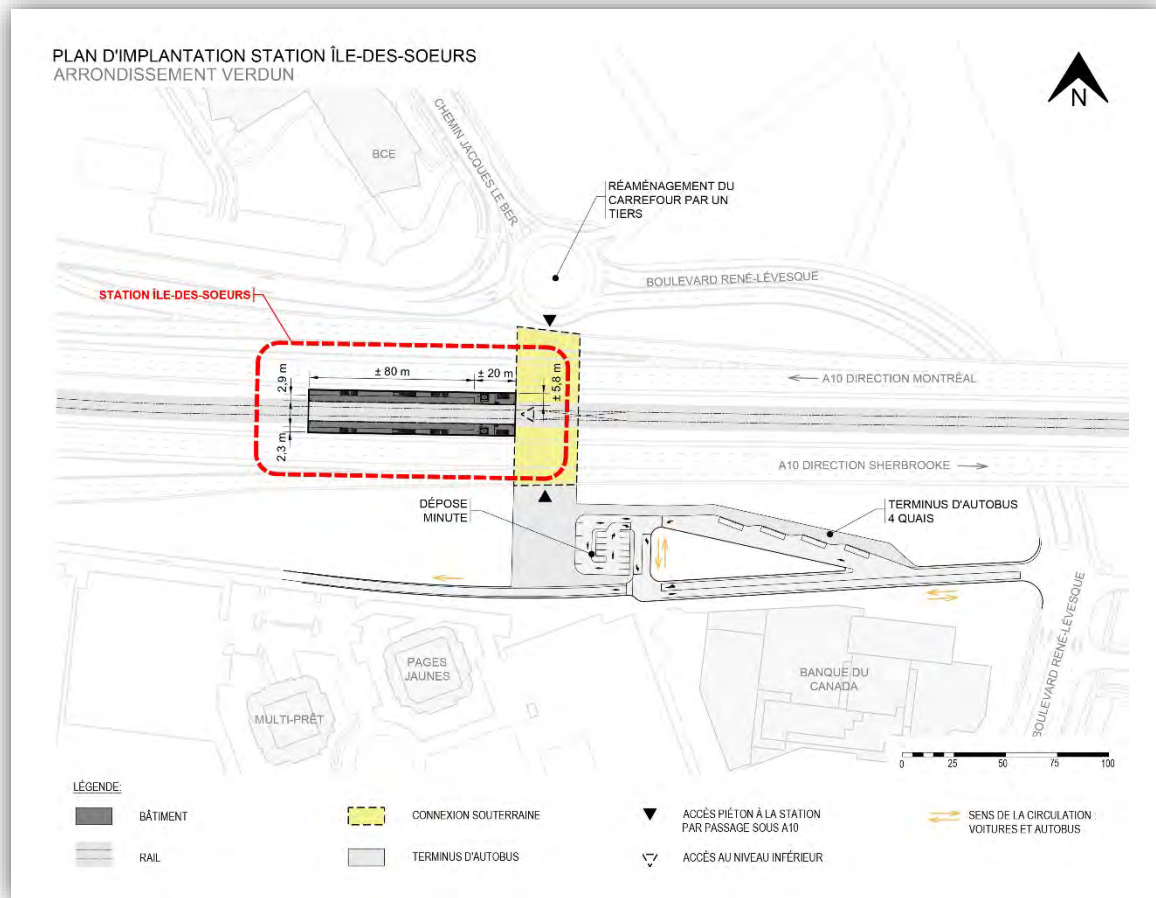 PLAN D'IMPLANTATION STATION ÎLE-DES-SOEURS
ARRONDISSEMENT VERDUN
N
CHEMIN JACQUES LE BER
BCE
RÉAMÉNAGEMENT DU
CARREFOUR PAR UN
TIERS
BOULEVARD RENÉ-LÉVESQUE
STATION ÎLE-DES-SOEURS
± 80 m
± 20 m
± 5,8 m
2,9 m
2,3 m
A10 DIRECTION MONTRÉAL
A10 DIRECTION SHERBROOKE
DÉPOSE
MINUTE
TERMINUS D'AUTOBUS
4 QUAIS
PAGES
JAUNES
MULTI-PRÊT
BANQUE DU
CANADA
BOULEVARD RENÉ-LÉVESQUE
0 25 50 75 100
LÉGENDE:
BÂTIMENT
CONNEXION SOUTERRAINE
ACCÈS PIÉTON À LA STATION
PAR PASSAGE SOUS A10
SENS DE LA CIRCULATION :
VOITURES ET AUTOBUS
RAIL
TERMINUS D'AUTOBUS
ACCÈS AU NIVEAU INFÉRIEUR